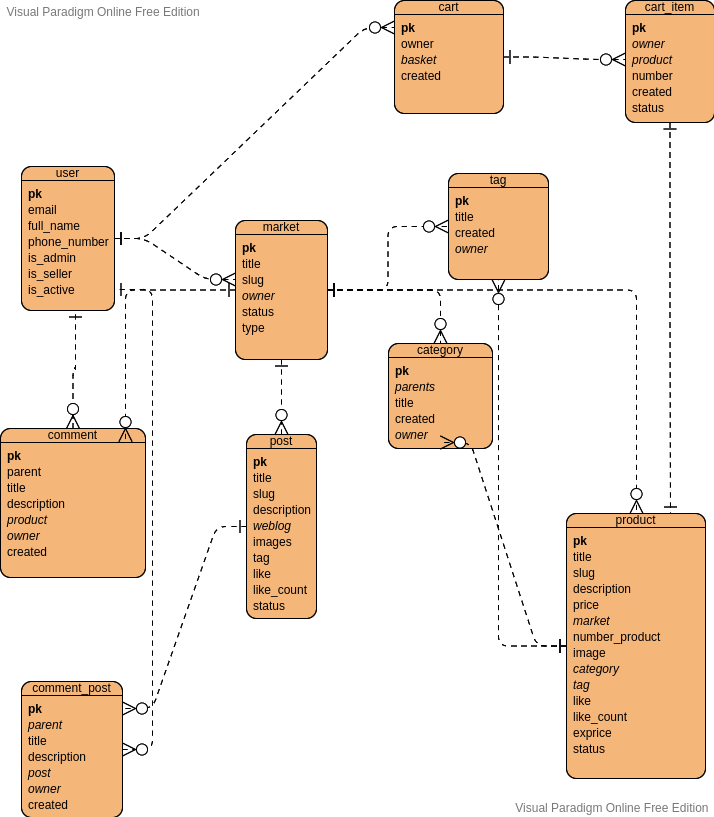 Visual Paradigm Online Free Edition
cart
pk
owner
basket
created
cart_item
pk
owner
product
number
created
status
user
pk
email
full_name
phone_number
is_admin
is_seller
is_active
market
pk
title
slug
owner
status
type
tag
pk
title
created
owner
category
pk
parents
title
created
owner
comment
pk
parent
title
description
product
owner
created
post
pk
title
slug
description
weblog
images
tag
like
like_count
status
product
pk
title
slug
description
price
market
number_product
image
category
tag
like
like_count
exprice
status
comment_post
pk
parent
title
description
post
owner
created
Visual Paradigm Online Free Edition